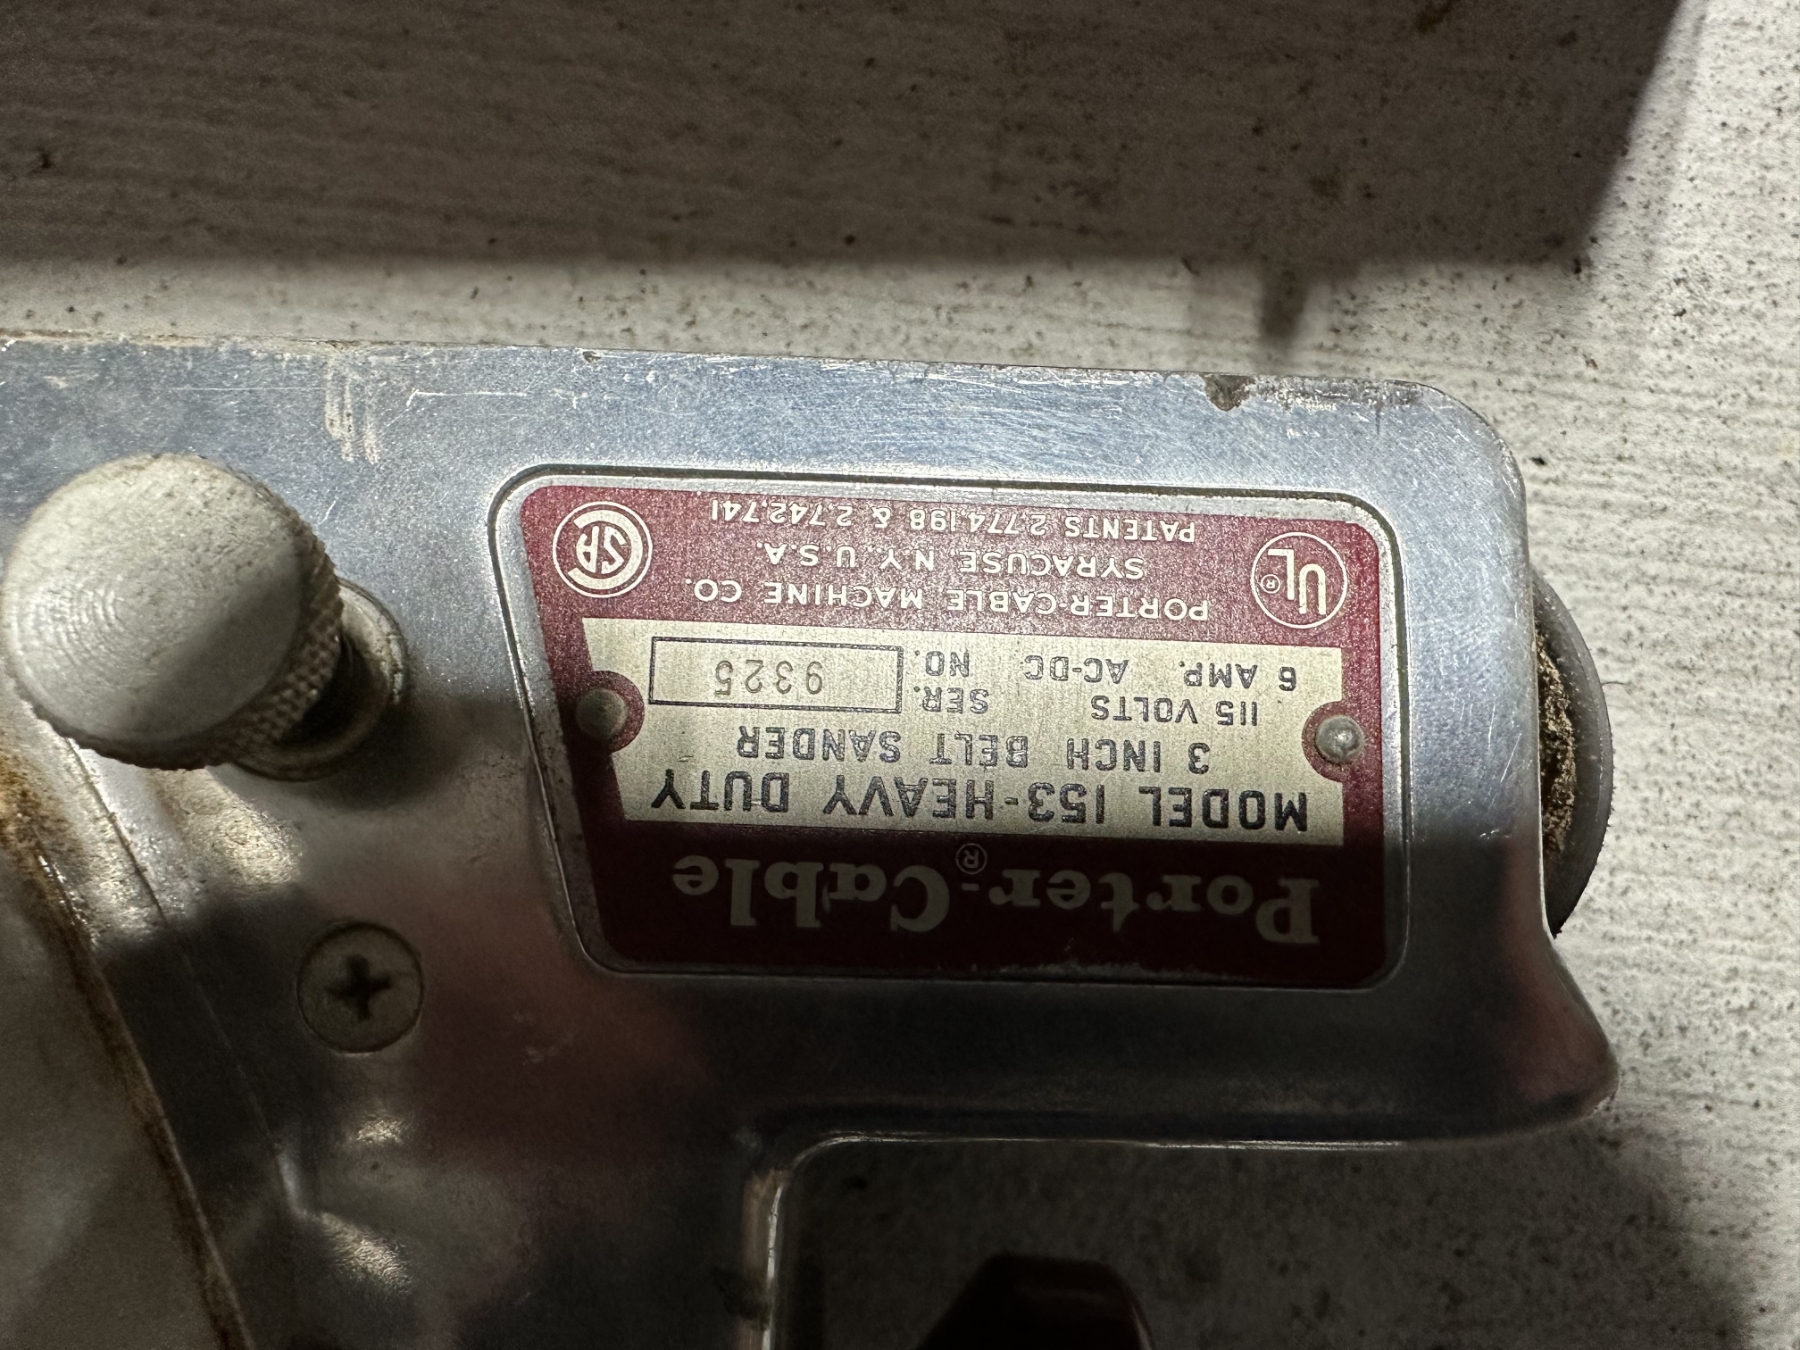 Porter-Cable®
MODEL 153-HEAVY DUTY
3 INCH BELT SANDER
115 VOLTS SER.
6 AMP. AC-DC NO. 9325
PORTER-CABLE MACHINE CO.
SYRACUSE, N.Y., U.S.A.
PATENTS 2,774,198 & 2,742,741
UL®
CSA